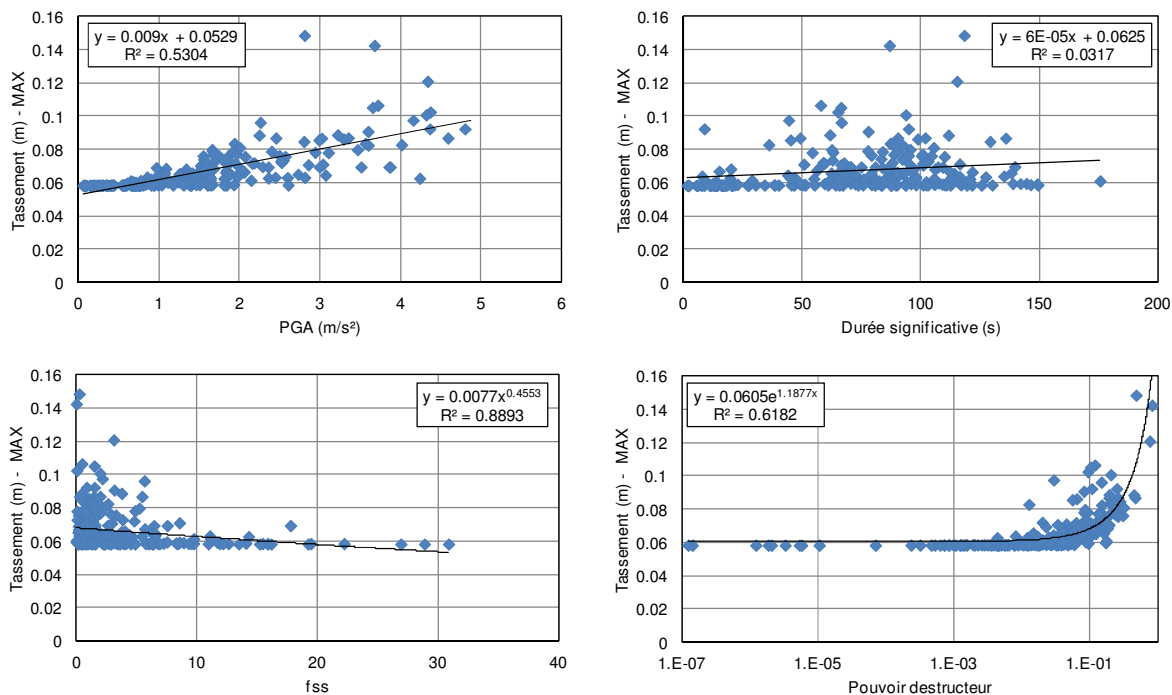 y = 0.009x + 0.0529
R² = 0.5304
0.16
0.14
0.12
0.1
0.08
0.06
0.04
0.02
0
Tassement (m) - MAX
0 1 2 3 4 5 6
PGA (m/s²)
y = 6E-05x + 0.0625
R² = 0.0317
0.16
0.14
0.12
0.1
0.08
0.06
0.04
0.02
0
Tassement (m) - MAX
0 50 100 150 200
Durée significative (s)
y = 0.0077x^0.4553
R² = 0.8893
0.16
0.14
0.12
0.1
0.08
0.06
0.04
0.02
0
Tassement (m) - MAX
0 10 20 30 40
fss
y = 0.0605e^1.1877x
R² = 0.6182
0.16
0.14
0.12
0.1
0.08
0.06
0.04
0.02
0
Tassement (m) - MAX
1.E-07 1.E-05 1.E-03 1.E-01
Pouvoir destructeur